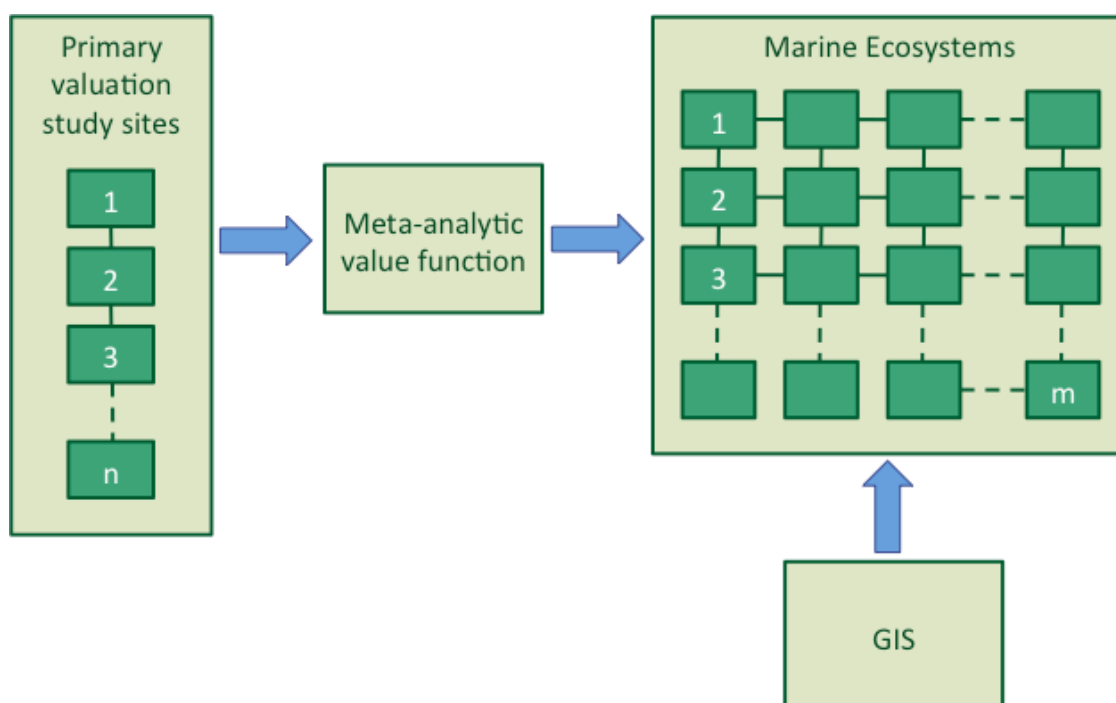 Primary
valuation
study sites
1
2
3
n
Meta-analytic
value function
Marine Ecosystems
1
2
3
m
GIS